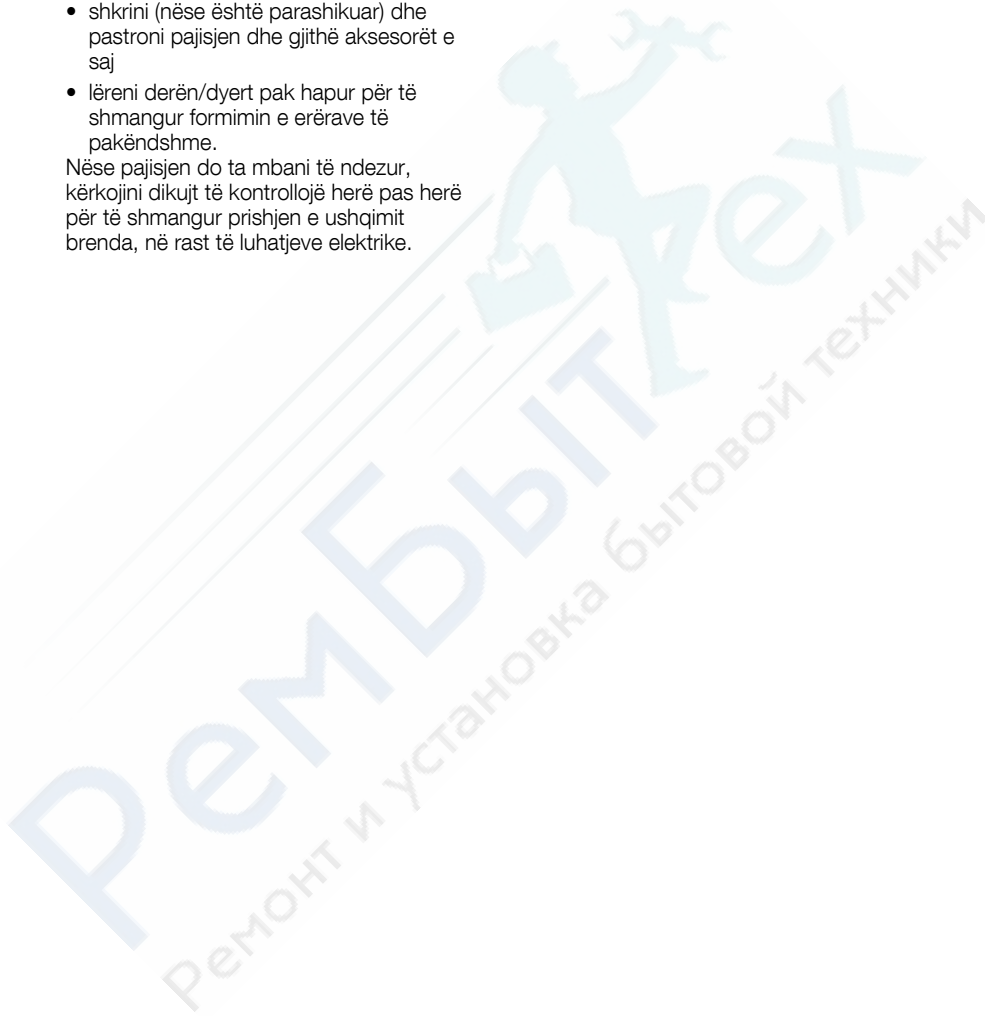 • shkrini (nëse është parashikuar) dhe
pastroni pajisjen dhe gjithë aksesorët e
saj
• lëreni derën/dyert pak hapur për të
shmangur formimin e erërave të
pakëndshme.
Nëse pajisjen do ta mbani të ndezur,
kërkojini dikujt të kontrollojë herë pas herë
për të shmangur prishjen e ushqimit
brenda, në rast të luhatjeve elektrike.
РемБытТех
Ремонт и установка бытовой техники